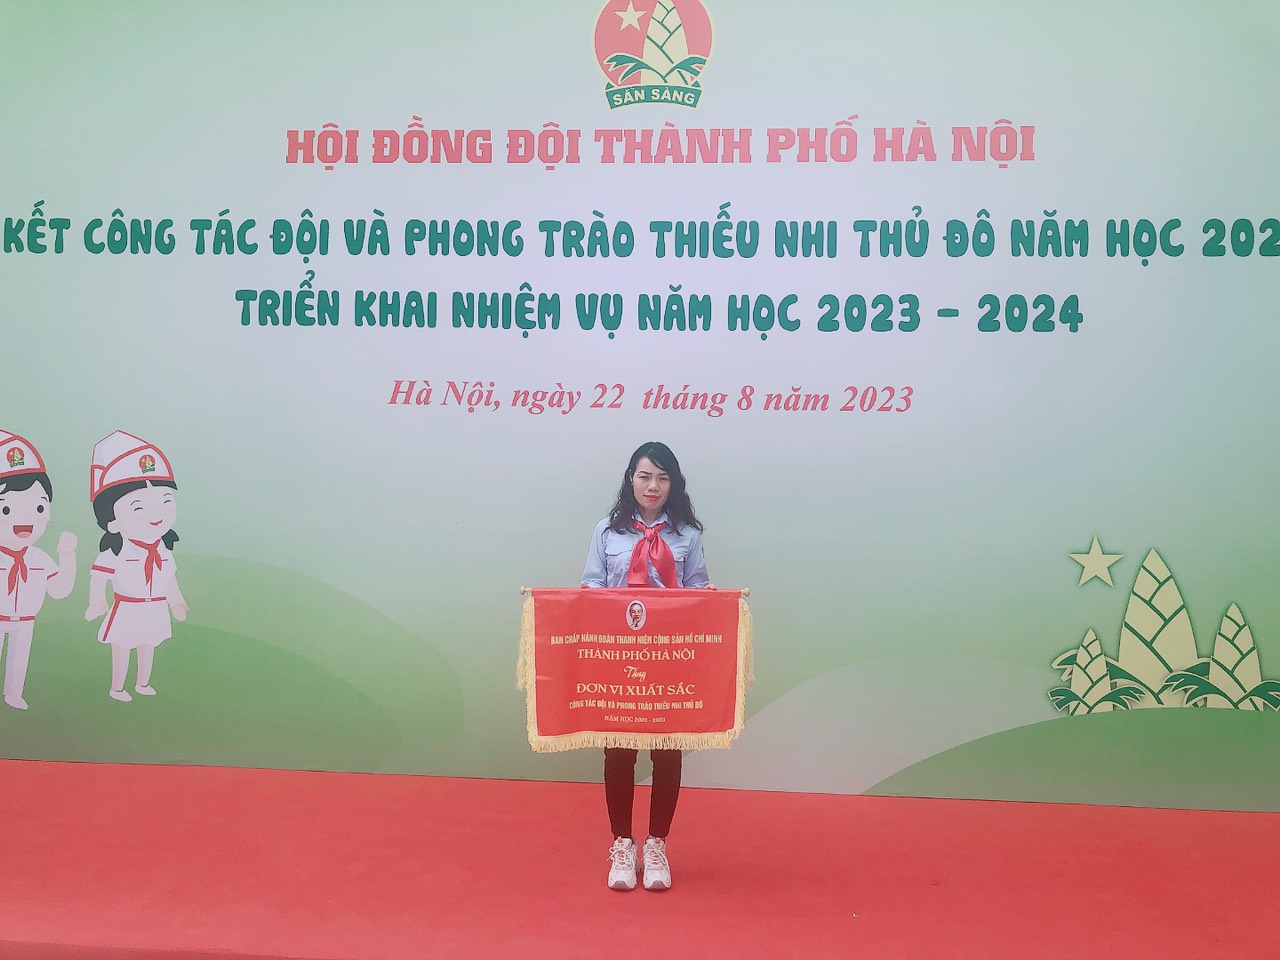 SẴN SÀNG
HỘI ĐỒNG ĐỘI THÀNH PHỐ HÀ NỘI
KẾT CÔNG TÁC ĐỘI VÀ PHONG TRÀO THIẾU NHI THỦ ĐÔ NĂM HỌC 202
TRIỂN KHAI NHIỆM VỤ NĂM HỌC 2023 - 2024
Hà Nội, ngày 22 tháng 8 năm 2023
BAN CHẤP HÀNH ĐOÀN THANH NIÊN CỘNG SẢN HỒ CHÍ MINH
THÀNH PHỐ HÀ NỘI
Tặng
ĐƠN VỊ XUẤT SẮC
CÔNG TÁC ĐỘI VÀ PHONG TRÀO THIẾU NHI THỦ ĐÔ
NĂM HỌC 2022 - 2023